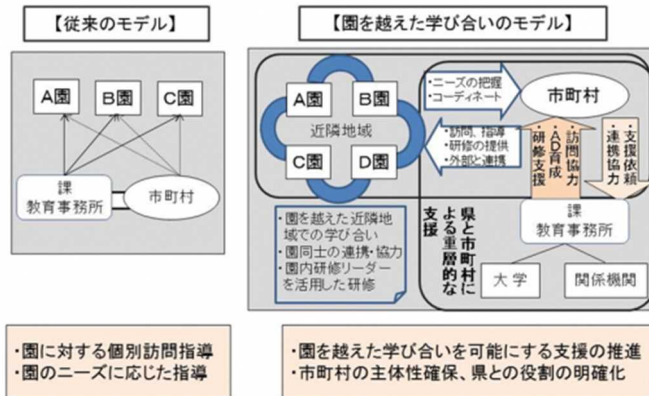 【従来のモデル】
A園
B園
C園
課
教育事務所
市町村
・園に対する個別訪問指導
・園のニーズに応じた指導
【園を越えた学び合いのモデル】
A園
B園
近隣地域
C園
D園
・ニーズの把握
・コーディネート
市町村
・訪問、指導
・研修の提供
・外部と連携
・研修支援
・AD育成
・訪問協力
・支援依頼
・連携協力
・園を越えた近隣地
域での学び合い
・園同士の連携・協力
・園内研修リーダー
を活用した研修
県と市町村に
よる重層的な
支援
課
教育事務所
大学
関係機関
・園を越えた学び合いを可能にする支援の推進
・市町村の主体性確保、県との役割の明確化